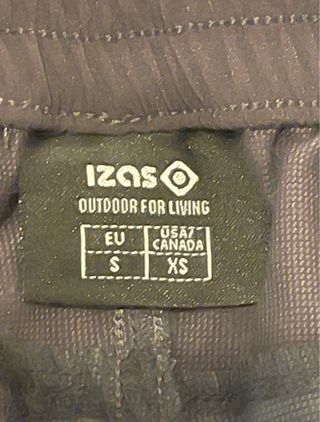 IZAS
OUTDOOR FOR LIVING
EU USA/ CANADA
S XS